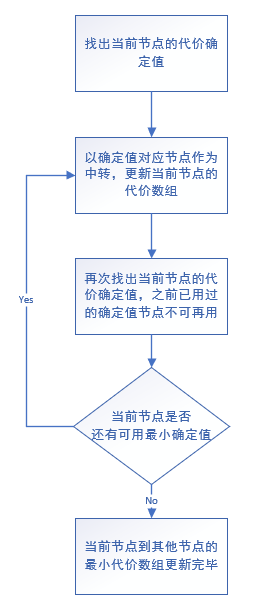 找出当前节点的代价确
定值
以确定值对应节点作为
中转，更新当前节点的
代价数组
Yes
再次找出当前节点的代
价确定值，之前已用过
的确定值节点不可再用
当前节点是否
还有可用最小确定值
No
当前节点到其他节点的
最小代价数组更新完毕